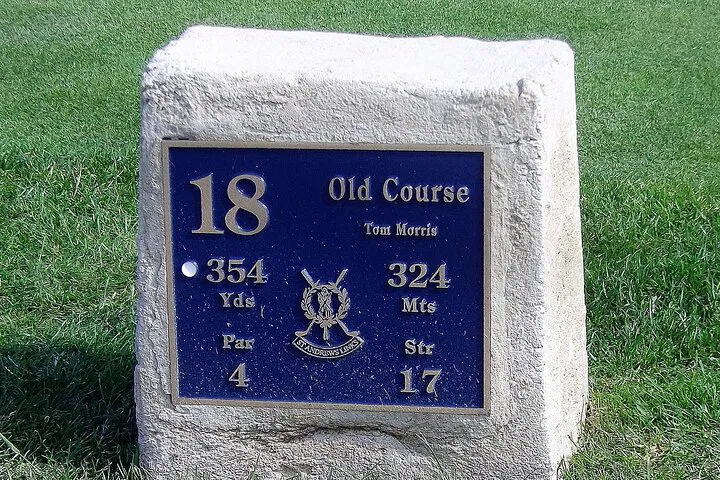 18
Old Course
Tom Morris
354
Yds
324
Mts
ST ANDREWS LINKS
Par
4
Str
17